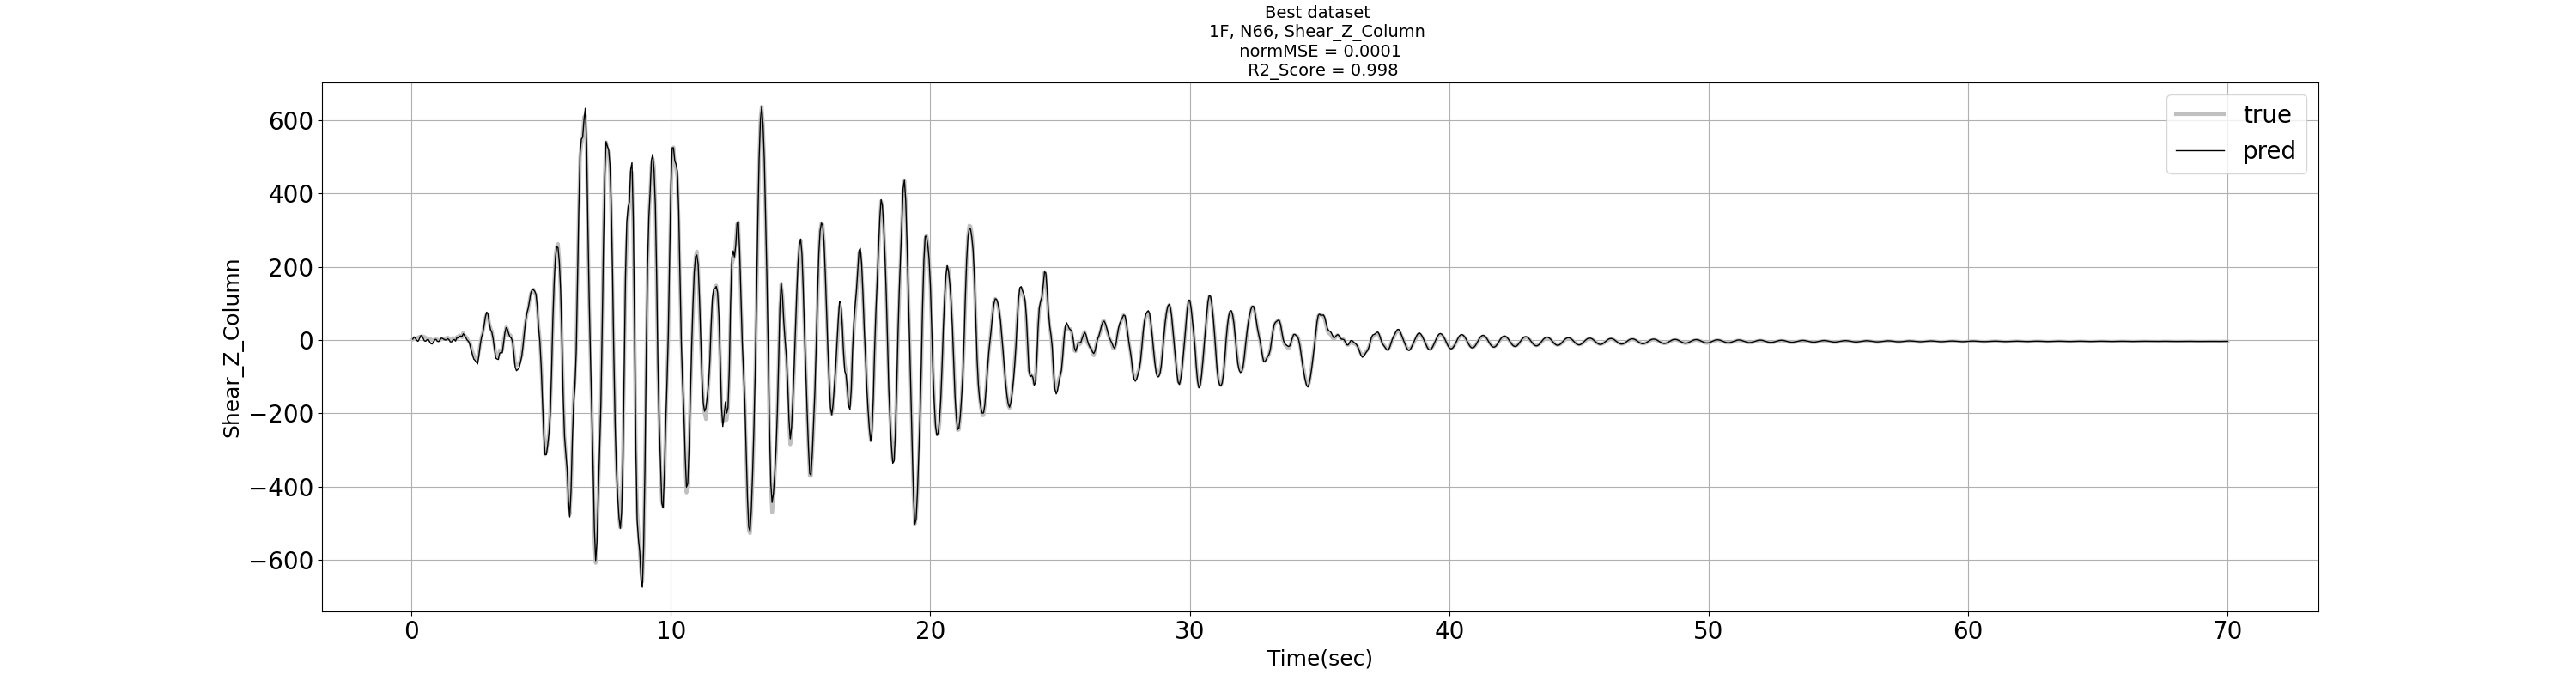 Best dataset
1F, N66, Shear_Z_Column
normMSE = 0.0001
R2_Score = 0.998
true
pred
Shear_Z_Column
600
400
200
0
−200
−400
−600
0 10 20 30 40 50 60 70
Time(sec)